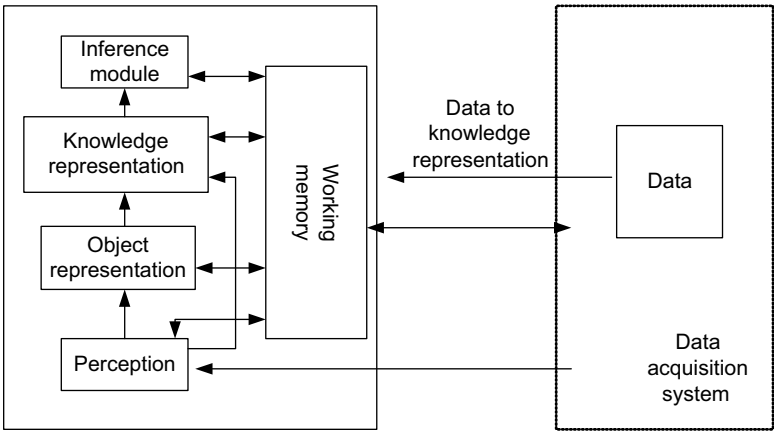 Inference
module
Knowledge
representation
Object
representation
Perception
Working
memory
Data to
knowledge
representation
Data
Data
acquisition
system